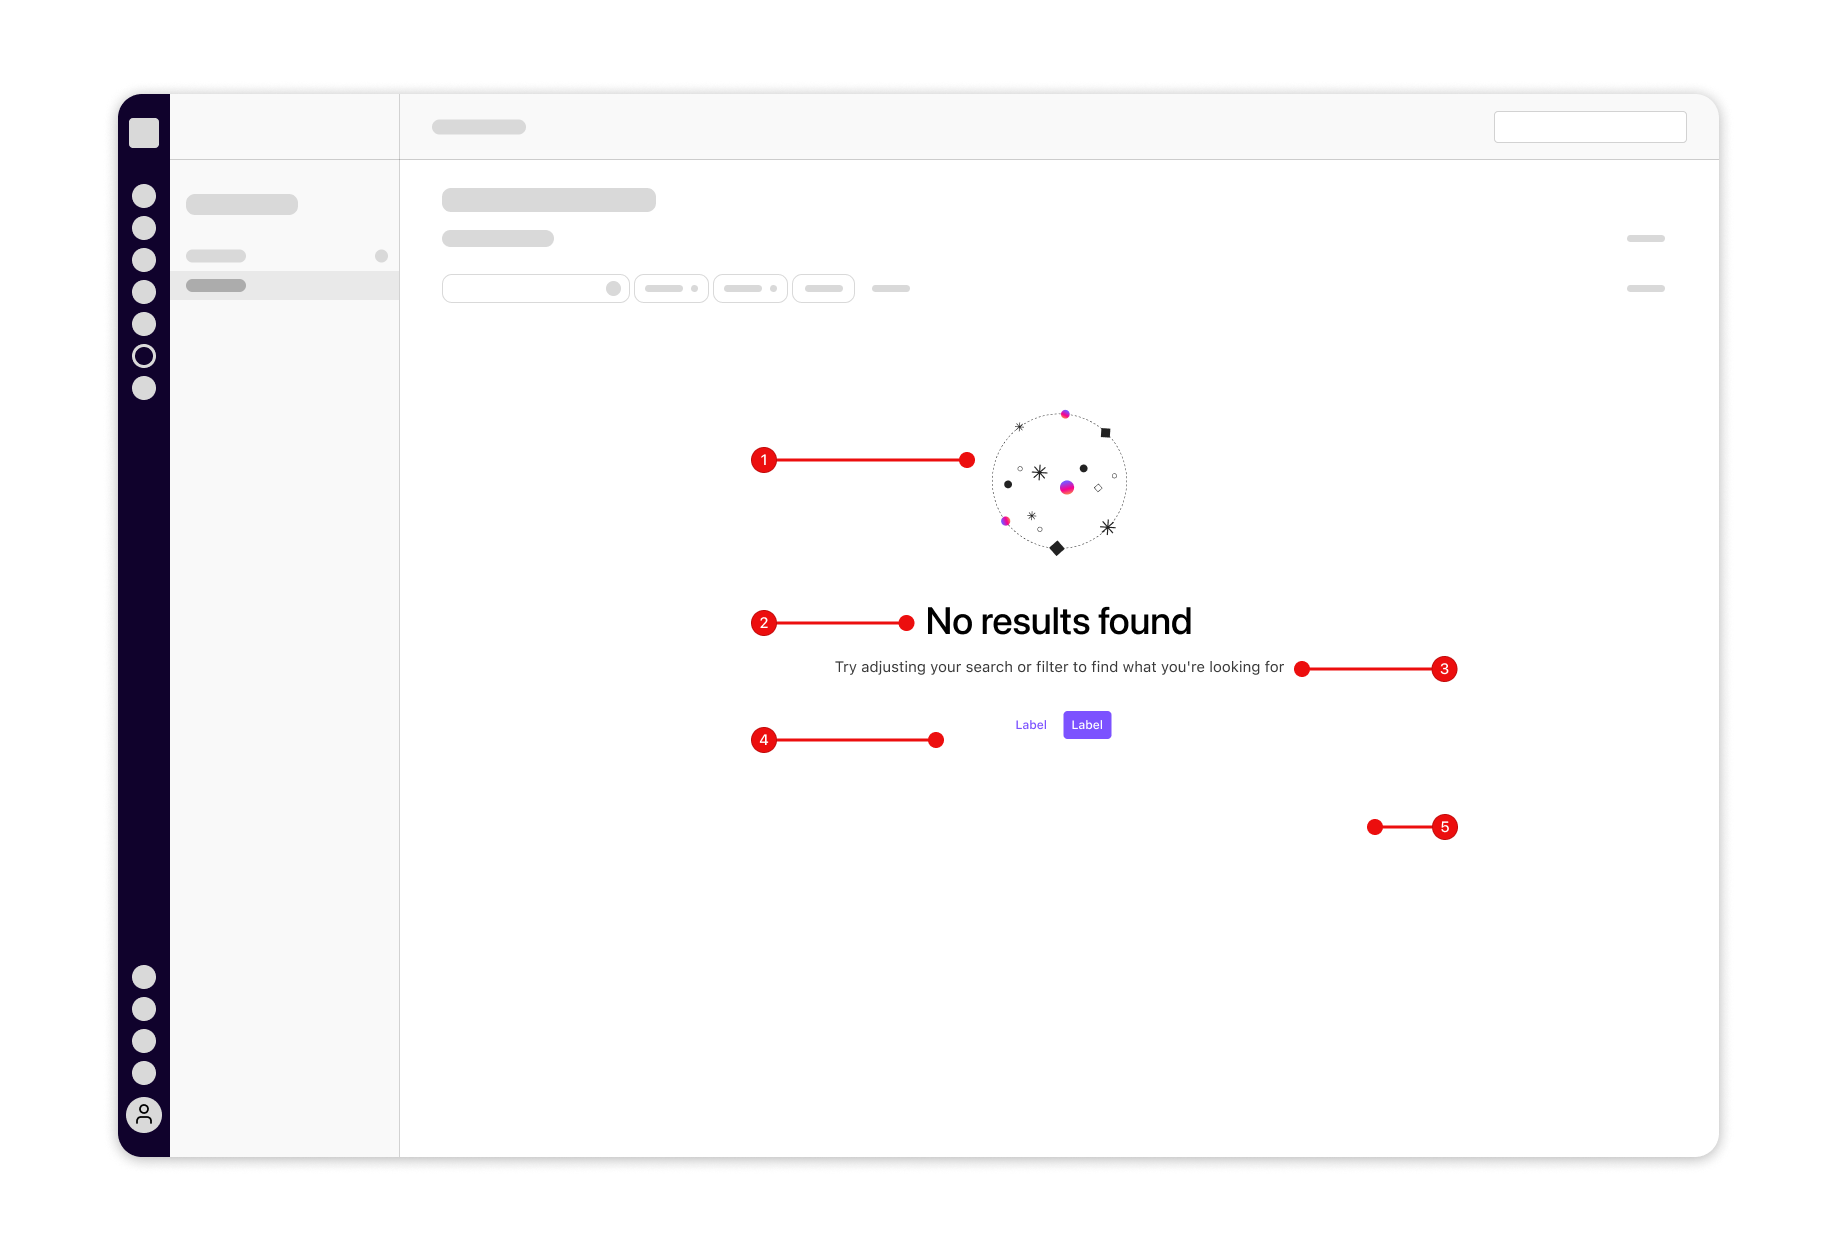 1
2 No results found
Try adjusting your search or filter to find what you're looking for 3
4 Label Label
5